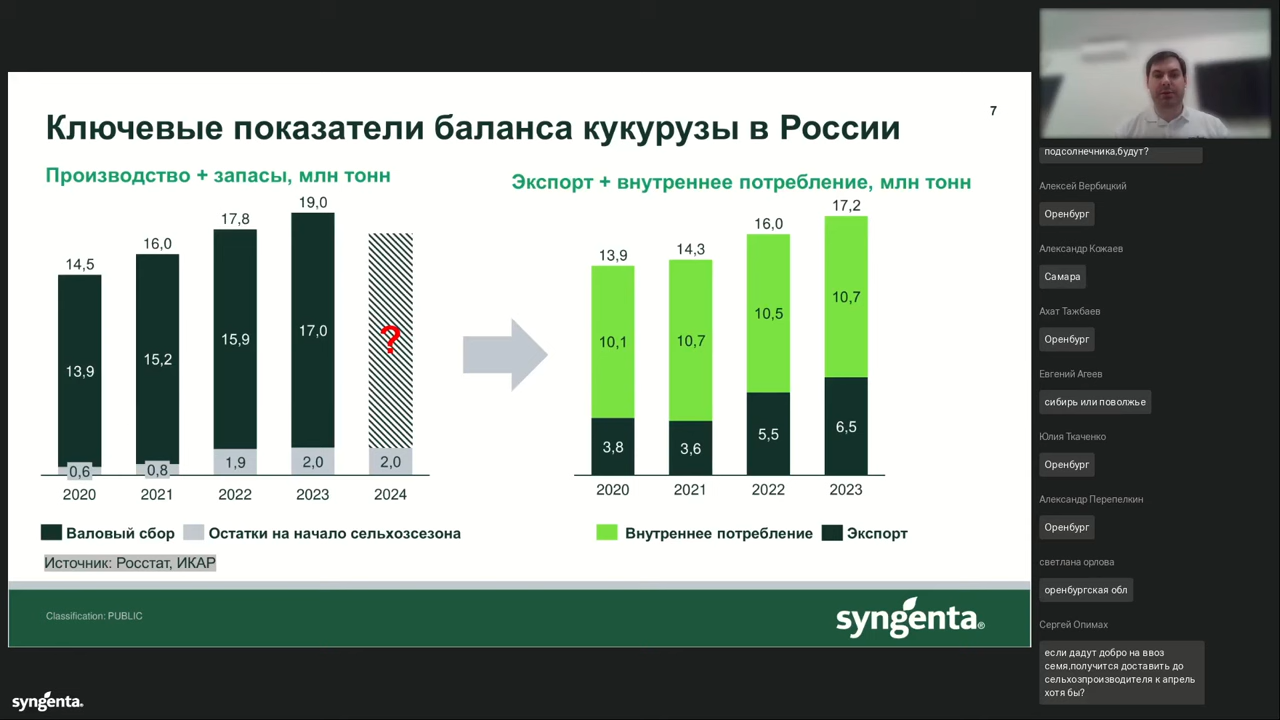 7
Ключевые показатели баланса кукурузы в России
Производство + запасы, млн тонн
14,5
16,0
17,8
19,0
13,9
15,2
15,9
17,0
?
0,6
0,8
1,9
2,0
2,0
2020
2021
2022
2023
2024
Валовый сбор
Остатки на начало сельхозсезона
Источник: Росстат, ИКАР
Экспорт + внутреннее потребление, млн тонн
13,9
14,3
16,0
17,2
10,1
10,7
10,5
10,7
3,8
3,6
5,5
6,5
2020
2021
2022
2023
Внутреннее потребление
Экспорт
Classification: PUBLIC
syngenta®
syngenta.
подсолнечника,будут?
Алексей Вербицкий
Оренбург
Александр Кожаев
Самара
Ахат Тажбаев
Оренбург
Евгений Агеев
сибирь или поволжье
Юлия Ткаченко
Оренбург
Александр Перепелкин
Оренбург
светлана орлова
оренбургская обл
Сергей Опимах
если дадут добро на ввоз
семя,получится доставить до
сельхозпроизводителя к апрель
хотя бы?